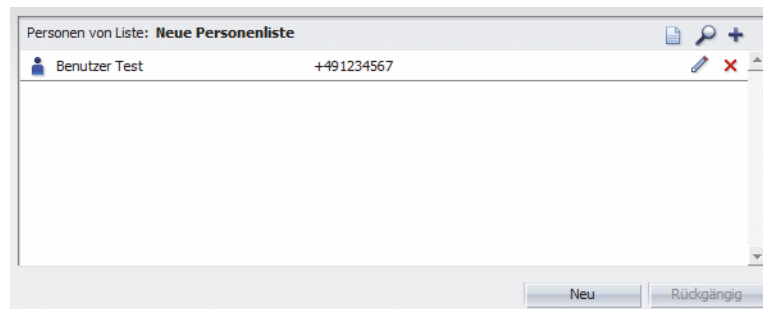 Personen von Liste: Neue Personenliste
Benutzer Test +491234567
Neu Rückgängig